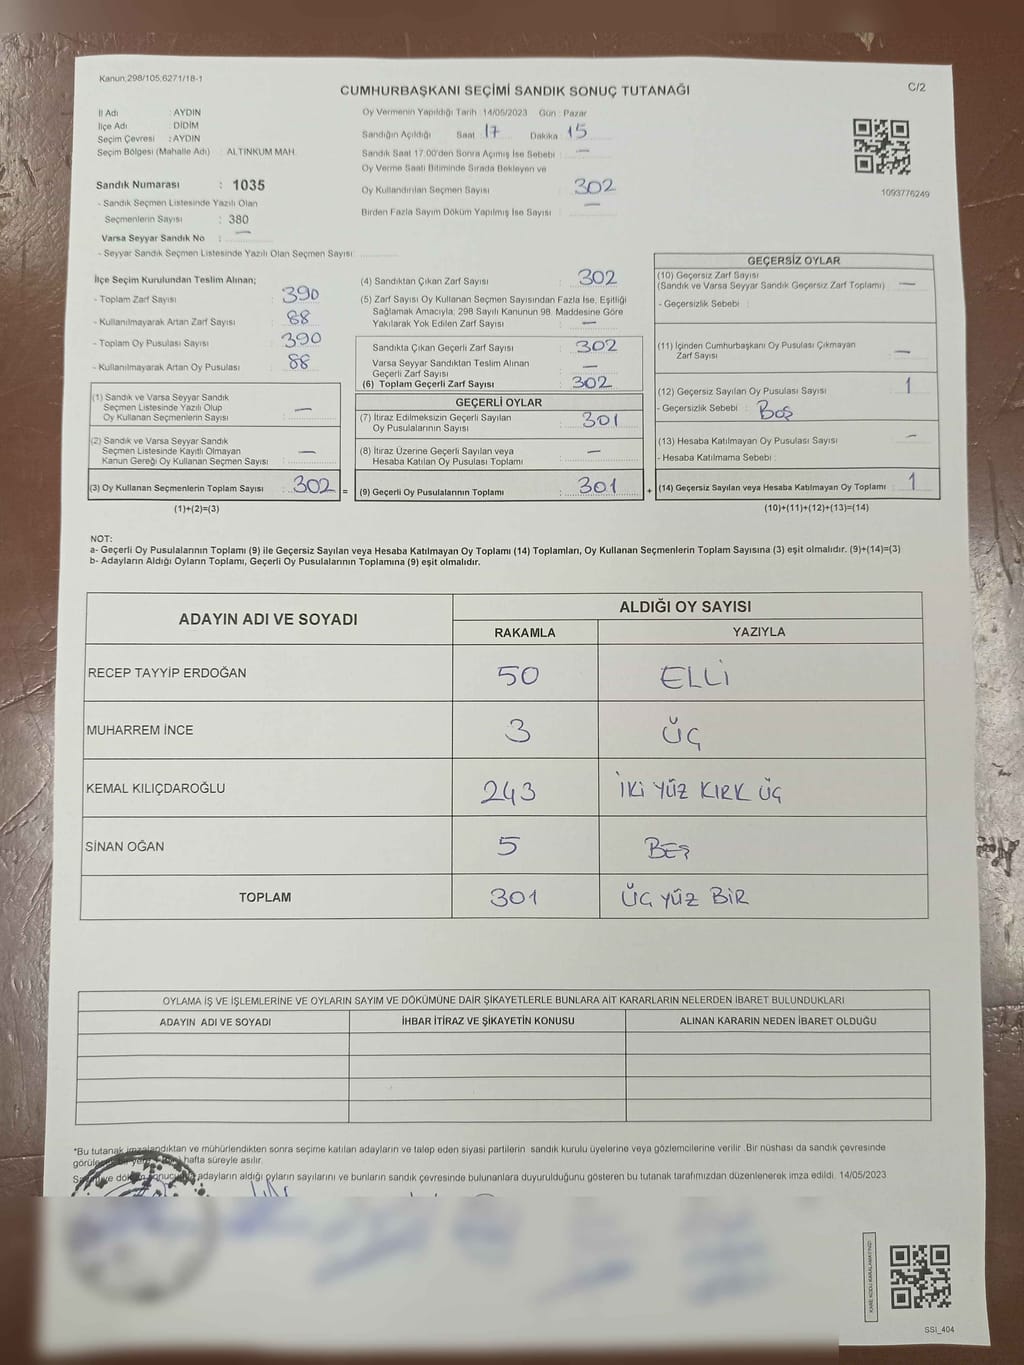 Kanun:298/105,6271/18-1
C/2
CUMHURBAŞKANI SEÇİMİ SANDIK SONUÇ TUTANAĞI
İl Adı : AYDIN
İlçe Adı : DİDİM
Seçim Çevresi : AYDIN
Seçim Bölgesi (Mahalle Adı) : ALTINKUM MAH.
Sandık Numarası : 1035
- Sandık Seçmen Listesinde Yazılı Olan
Seçmenlerin Sayısı : 380
Varsa Seyyar Sandık No : —
- Seyyar Sandık Seçmen Listesinde Yazılı Olan Seçmen Sayısı:
Oy Vermenin Yapıldığı Tarih 14/05/2023 Gün : Pazar
Sandığın Açıldığı Saat : 17 Dakika : 15
Sandık Saat 17:00'den Sonra Açımış İse Sebebi : —
Oy Verme Saati Bitiminde Sırada Bekleyen ve
Oy Kullandırılan Seçmen Sayısı : 302
Birden Fazla Sayım Döküm Yapılmış İse Sayısı : —
1093776249
İlçe Seçim Kurulundan Teslim Alınan;
- Toplam Zarf Sayısı : 390
- Kullanılmayarak Artan Zarf Sayısı : 88
- Toplam Oy Pusulası Sayısı : 390
- Kullanılmayarak Artan Oy Pusulası : 88
(1) Sandık ve Varsa Seyyar Sandık
Seçmen Listesinde Yazılı Olup
Oy Kullanan Seçmenlerin Sayısı : —
(2) Sandık ve Varsa Seyyar Sandık
Seçmen Listesinde Kayıtlı Olmayan
Kanun Gereği Oy Kullanan Seçmen Sayısı : —
(3) Oy Kullanan Seçmenlerin Toplam Sayısı : 302 =
(1)+(2)=(3)
(4) Sandıktan Çıkan Zarf Sayısı : 302
(5) Zarf Sayısı Oy Kullanan Seçmen Sayısından Fazla İse, Eşitliği
Sağlamak Amacıyla; 298 Sayılı Kanunun 98. Maddesine Göre
Yakılarak Yok Edilen Zarf Sayısı : —
Sandıkta Çıkan Geçerli Zarf Sayısı : 302
Varsa Seyyar Sandıktan Teslim Alınan
Geçerli Zarf Sayısı : —
(6) Toplam Geçerli Zarf Sayısı : 302
GEÇERLİ OYLAR
(7) İtiraz Edilmeksizin Geçerli Sayılan
Oy Pusulalarının Sayısı : 301
(8) İtiraz Üzerine Geçerli Sayılan veya
Hesaba Katılan Oy Pusulası Toplamı : —
(9) Geçerli Oy Pusulalarının Toplamı : 301 +
GEÇERSİZ OYLAR
(10) Geçersiz Zarf Sayısı
(Sandık ve Varsa Seyyar Sandık Geçersiz Zarf Toplamı) : —
- Geçersizlik Sebebi :
(11) İçinden Cumhurbaşkanı Oy Pusulası Çıkmayan
Zarf Sayısı : —
(12) Geçersiz Sayılan Oy Pusulası Sayısı : 1
- Geçersizlik Sebebi : Boş
(13) Hesaba Katılmayan Oy Pusulası Sayısı : —
- Hesaba Katılmama Sebebi :
(14) Geçersiz Sayılan veya Hesaba Katılmayan Oy Toplamı : 1
(10)+(11)+(12)+(13)=(14)
NOT:
a- Geçerli Oy Pusulalarının Toplamı (9) ile Geçersiz Sayılan veya Hesaba Katılmayan Oy Toplamı (14) Toplamları, Oy Kullanan Seçmenlerin Toplam Sayısına (3) eşit olmalıdır. (9)+(14)=(3)
b- Adayların Aldığı Oyların Toplamı, Geçerli Oy Pusulalarının Toplamına (9) eşit olmalıdır.
ADAYIN ADI VE SOYADI ALDIĞI OY SAYISI
RAKAMLA YAZIYLA
RECEP TAYYİP ERDOĞAN 50 ELLİ
MUHARREM İNCE 3 ÜÇ
KEMAL KILIÇDAROĞLU 243 İKİ YÜZ KIRK ÜÇ
SİNAN OĞAN 5 BEŞ
TOPLAM 301 ÜÇ YÜZ BİR
OYLAMA İŞ VE İŞLEMLERİNE VE OYLARIN SAYIM VE DÖKÜMÜNE DAİR ŞİKAYETLERLE BUNLARA AİT KARARLARIN NELERDEN İBARET BULUNDUKLARI
ADAYIN ADI VE SOYADI İHBAR İTİRAZ VE ŞİKAYETİN KONUSU ALINAN KARARIN NEDEN İBARET OLDUĞU
*Bu tutanak imzalandıktan ve mühürlendikten sonra seçime katılan adayların ve talep eden siyasi partilerin sandık kurulu üyelerine veya gözlemcilerine verilir .Bir nüshası da sandık çevresinde
hafta süreyle asılır.
adayların aldığı oyların sayılarını ve bunların sandık çevresinde bulunanlara duyurulduğunu gösteren bu tutanak tarafımızdan düzenlenerek imza edildi. 14/05/2023
KARE KODU KARALAMAYINIZ!
SSI_404